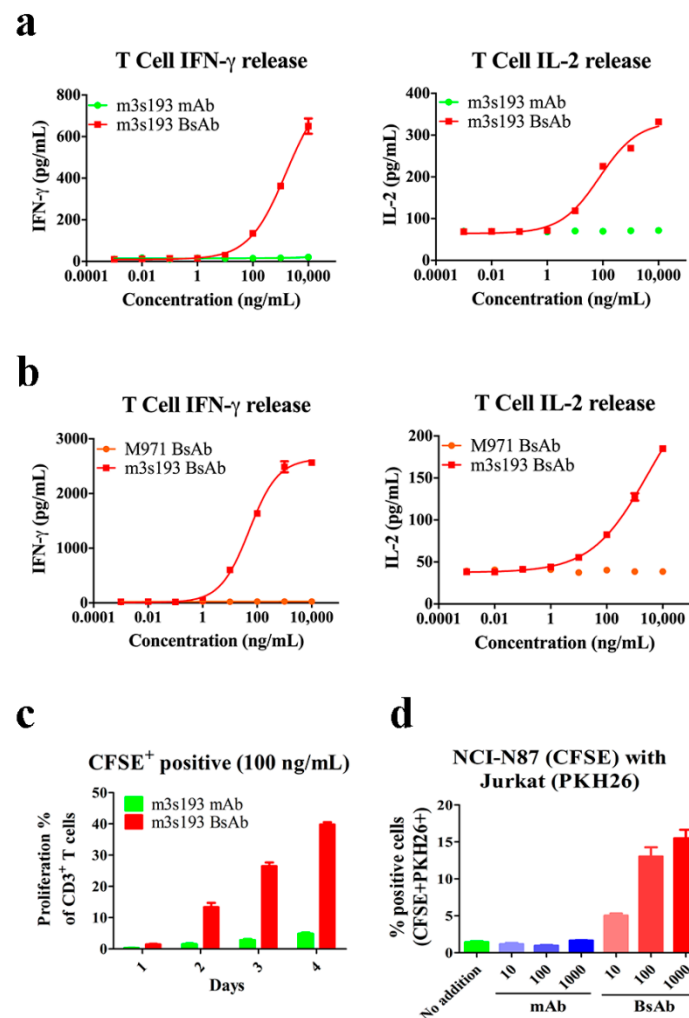 a
T Cell IFN-γ release
m3s193 mAb
m3s193 BsAb
IFN-γ (pg/mL)
800
600
400
200
0
0.0001
0.01
1
100
10,000
Concentration (ng/mL)
T Cell IL-2 release
m3s193 mAb
m3s193 BsAb
IL-2 (pg/mL)
400
300
200
100
0
0.0001
0.01
1
100
10,000
Concentration (ng/mL)
b
T Cell IFN-γ release
M971 BsAb
m3s193 BsAb
IFN-γ (pg/mL)
3000
2000
1000
0
0.0001
0.01
1
100
10,000
Concentration (ng/mL)
T Cell IL-2 release
M971 BsAb
m3s193 BsAb
IL-2 (pg/mL)
200
150
100
50
0
0.0001
0.01
1
100
10,000
Concentration (ng/mL)
c
CFSE⁺ positive (100 ng/mL)
m3s193 mAb
m3s193 BsAb
Proliferation %
of CD3⁺ T cells
50
40
30
20
10
0
1
2
3
4
Days
d
NCI-N87 (CFSE) with
Jurkat (PKH26)
% positive cells
(CFSE+PKH26+)
20
15
10
5
0
No addition
10
100
1000
mAb
10
100
1000
BsAb